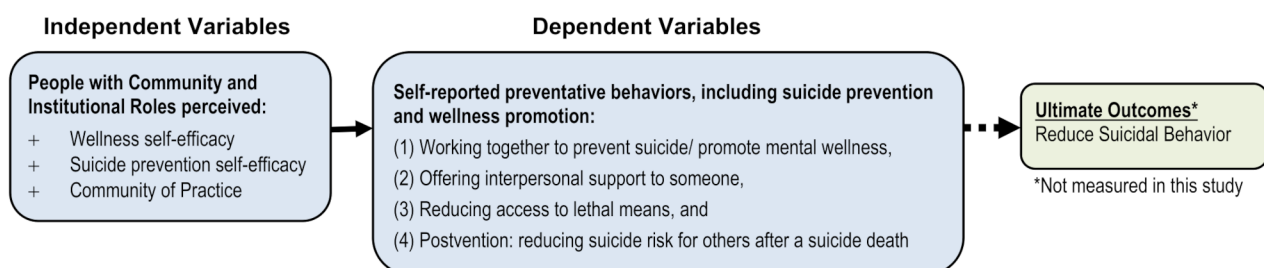 Independent Variables
People with Community and
Institutional Roles perceived:
+ Wellness self-efficacy
+ Suicide prevention self-efficacy
+ Community of Practice
Dependent Variables
Self-reported preventative behaviors, including suicide prevention
and wellness promotion:
(1) Working together to prevent suicide/ promote mental wellness,
(2) Offering interpersonal support to someone,
(3) Reducing access to lethal means, and
(4) Postvention: reducing suicide risk for others after a suicide death
Ultimate Outcomes*
Reduce Suicidal Behavior
*Not measured in this study